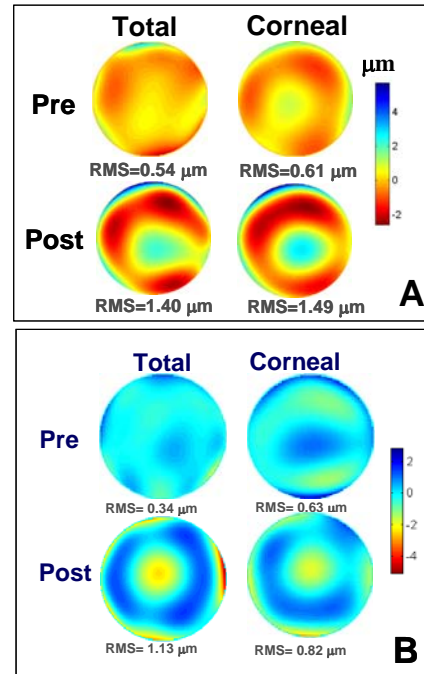 Total Corneal
μm
Pre
4
2
0
-2
RMS=0.54 μm RMS=0.61 μm
Post
RMS=1.40 μm RMS=1.49 μm
A
Total Corneal
Pre
2
0
-2
-4
RMS= 0.34 μm RMS= 0.63 μm
Post
RMS= 1.13 μm RMS= 0.82 μm
B